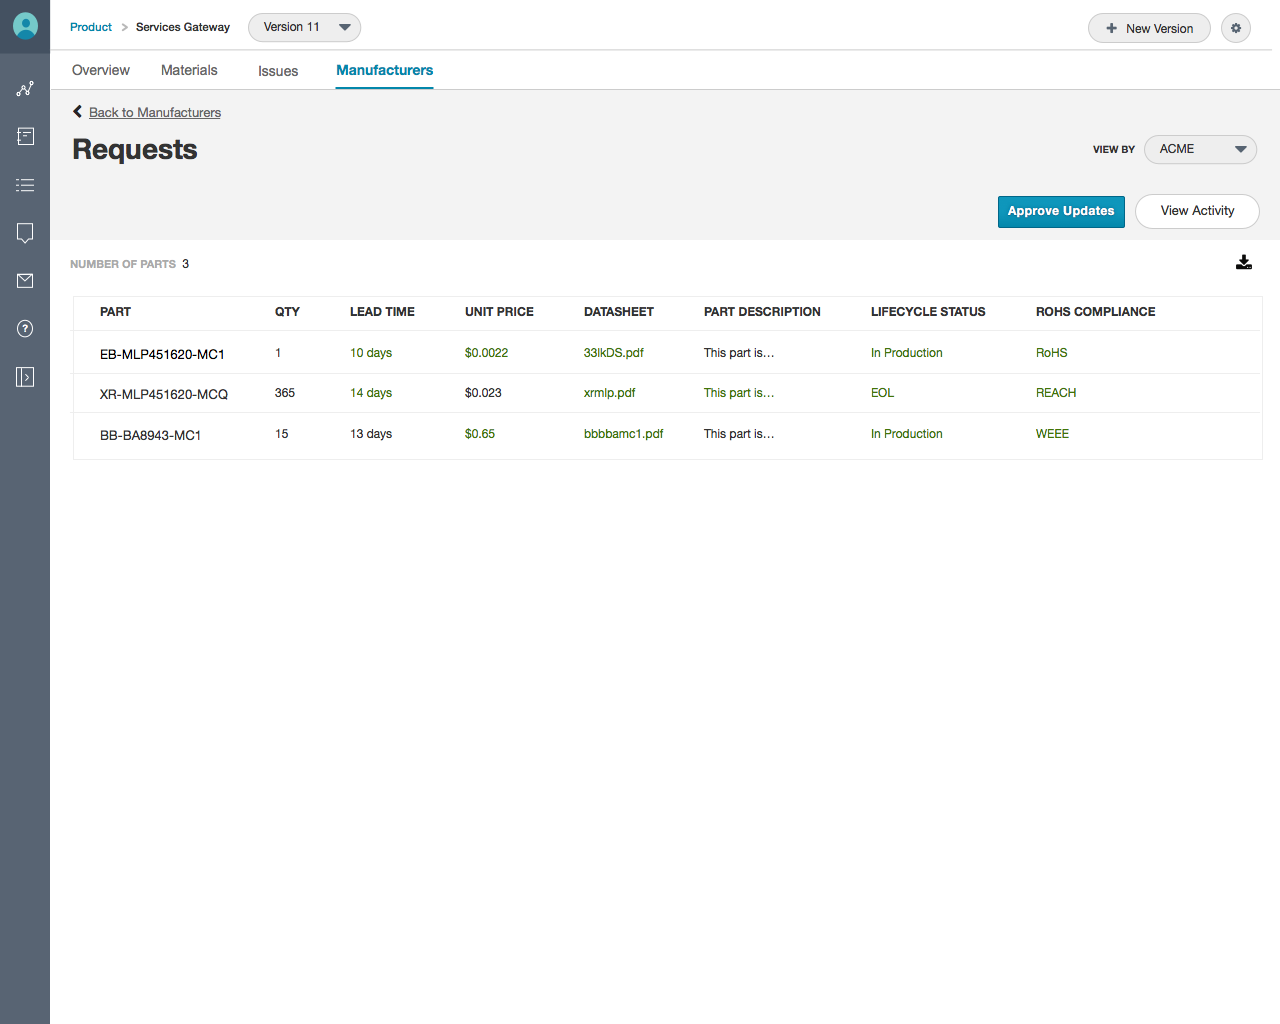 Product > Services Gateway Version 11 + New Version
Overview Materials Issues Manufacturers
Back to Manufacturers
Requests VIEW BY ACME
Approve Updates View Activity
NUMBER OF PARTS 3
PART QTY LEAD TIME UNIT PRICE DATASHEET PART DESCRIPTION LIFECYCLE STATUS ROHS COMPLIANCE
EB-MLP451620-MC1 1 10 days $0.0022 33lkDS.pdf This part is... In Production RoHS
XR-MLP451620-MCQ 365 14 days $0.023 xrmlp.pdf This part is... EOL REACH
BB-BA8943-MC1 15 13 days $0.65 bbbbamc1.pdf This part is... In Production WEEE